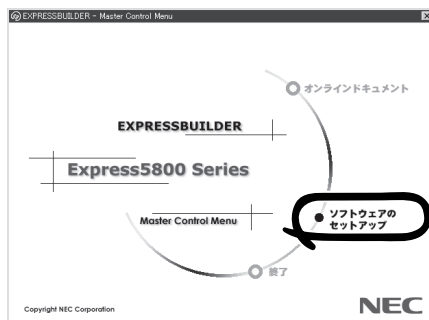 EXPRESSBUILDER - Master Control Menu
オンラインドキュメント
EXPRESSBUILDER
Express5800 Series
Master Control Menu
ソフトウェアの
セットアップ
終了
Copyright NEC Corporation
NEC